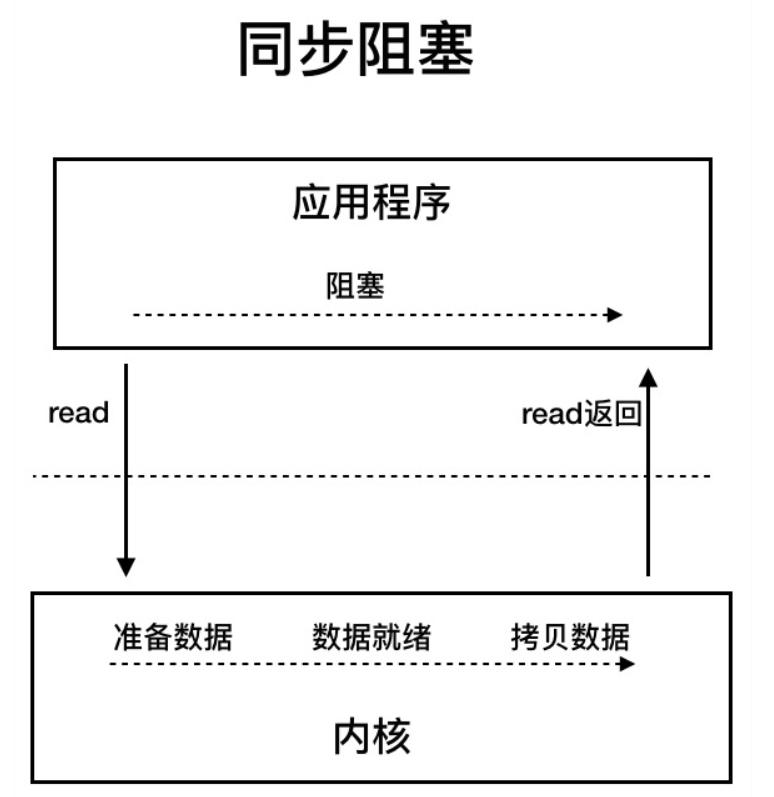 同步阻塞
应用程序
阻塞
read
read返回
准备数据 数据就绪 拷贝数据
内核